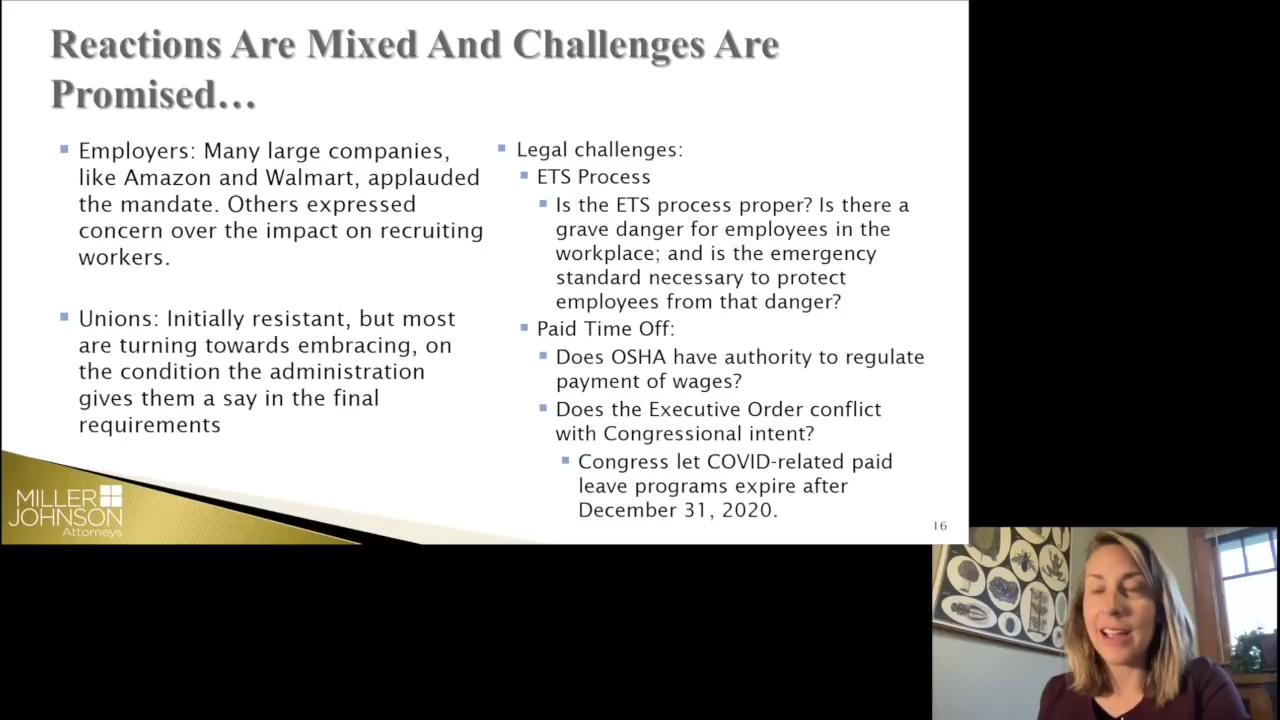 Reactions Are Mixed And Challenges Are
Promised…
Employers: Many large companies,
like Amazon and Walmart, applauded
the mandate. Others expressed
concern over the impact on recruiting
workers.
Unions: Initially resistant, but most
are turning towards embracing, on
the condition the administration
gives them a say in the final
requirements
Legal challenges:
ETS Process
Is the ETS process proper? Is there a
grave danger for employees in the
workplace; and is the emergency
standard necessary to protect
employees from that danger?
Paid Time Off:
Does OSHA have authority to regulate
payment of wages?
Does the Executive Order conflict
with Congressional intent?
Congress let COVID-related paid
leave programs expire after
December 31, 2020.
MILLER
JOHNSON
Attorneys
16